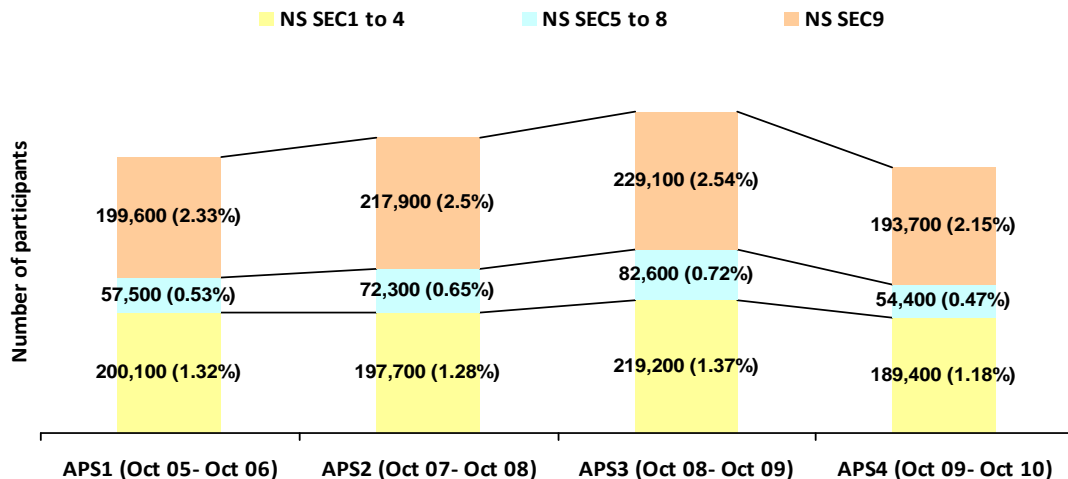 NS SEC1 to 4 NS SEC5 to 8 NS SEC9
Number of participants
199,600 (2.33%) 217,900 (2.5%) 229,100 (2.54%) 193,700 (2.15%)
57,500 (0.53%) 72,300 (0.65%) 82,600 (0.72%) 54,400 (0.47%)
200,100 (1.32%) 197,700 (1.28%) 219,200 (1.37%) 189,400 (1.18%)
APS1 (Oct 05- Oct 06) APS2 (Oct 07- Oct 08) APS3 (Oct 08- Oct 09) APS4 (Oct 09- Oct 10)